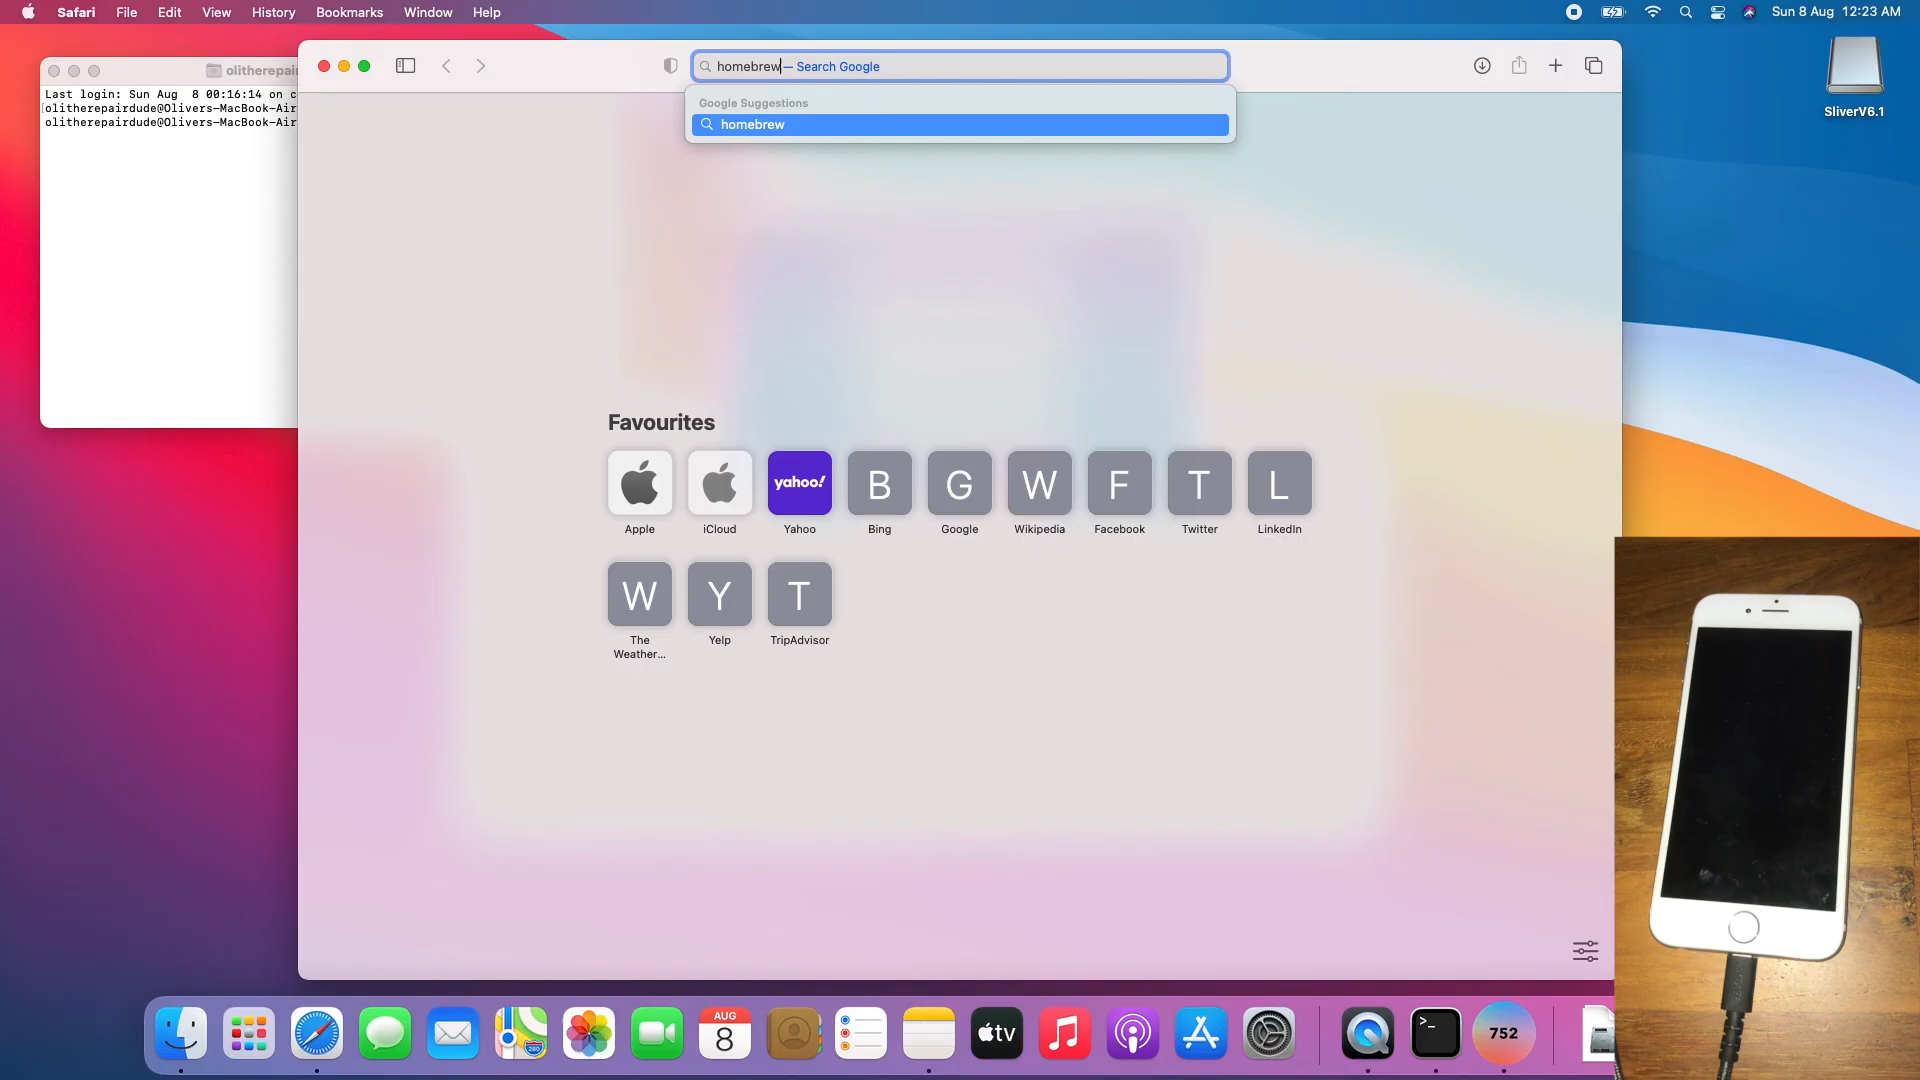 Safari File Edit View History Bookmarks Window Help
Sun 8 Aug 12:23 AM
olitherepai
homebrew — Search Google
Google Suggestions
homebrew
Last login: Sun Aug 8 00:16:14 on c
[olitherepairdude@Olivers-MacBook-Air
olitherepairdude@Olivers-MacBook-Air
SliverV6.1
Favourites
yahoo! B G W F T L
Apple iCloud Yahoo Bing Google Wikipedia Facebook Twitter LinkedIn
W Y T
The Weather... Yelp TripAdvisor
AUG
8
280
tv
>_
752